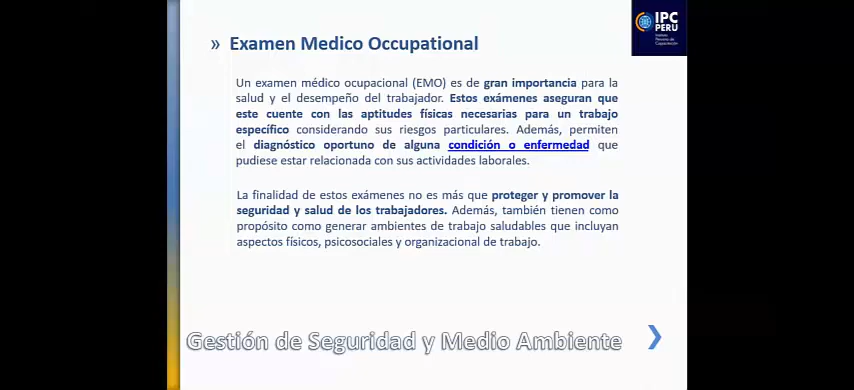 IPC
PERU
Instituto
Peruano de
Capacitación
» Examen Medico Occupational
Un examen médico ocupacional (EMO) es de gran importancia para la
salud y el desempeño del trabajador. Estos exámenes aseguran que
este cuente con las aptitudes físicas necesarias para un trabajo
específico considerando sus riesgos particulares. Además, permiten
el diagnóstico oportuno de alguna condición o enfermedad que
pudiese estar relacionada con sus actividades laborales.
La finalidad de estos exámenes no es más que proteger y promover la
seguridad y salud de los trabajadores. Además, también tienen como
propósito como generar ambientes de trabajo saludables que incluyan
aspectos físicos, psicosociales y organizacional de trabajo.
Gestión de Seguridad y Medio Ambiente